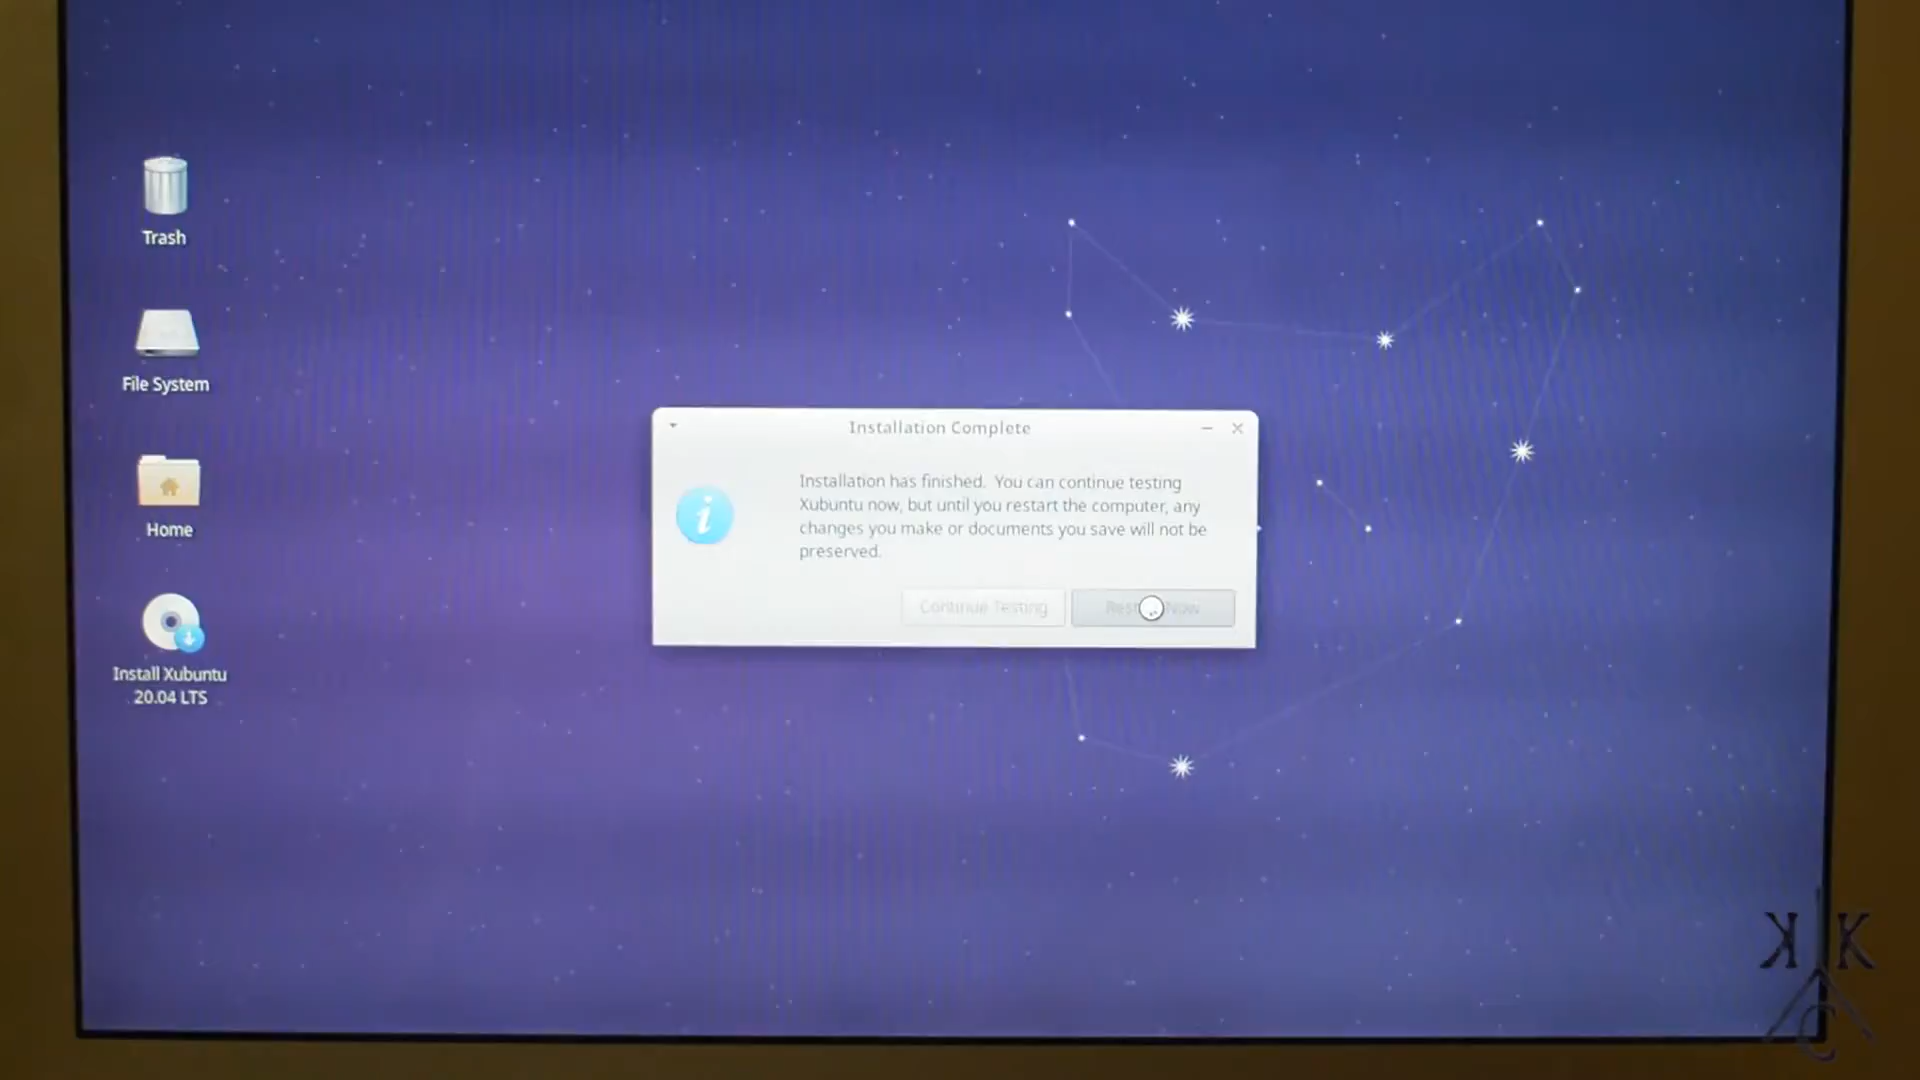 Trash
File System
Home
Install Xubuntu
20.04 LTS
Installation Complete
Installation has finished. You can continue testing
Xubuntu now, but until you restart the computer, any
changes you make or documents you save will not be
preserved.
Continue Testing
Now
K K
C